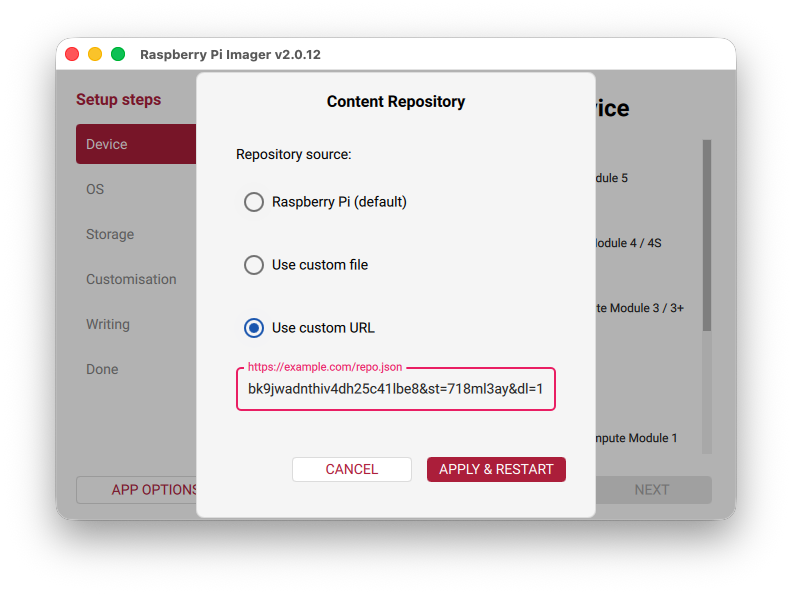 Raspberry Pi Imager v2.0.12
Setup steps
Device
OS
Storage
Customisation
Writing
Done
APP OPTIONS
Content Repository
Repository source:
Raspberry Pi (default)
Use custom file
Use custom URL
https://example.com/repo.json
bk9jwadnthiv4dh25c41lbe8&st=718ml3ay&dl=1
CANCEL
APPLY & RESTART
vice
dule 5
odule 4 / 4S
te Module 3 / 3+
npute Module 1
NEXT